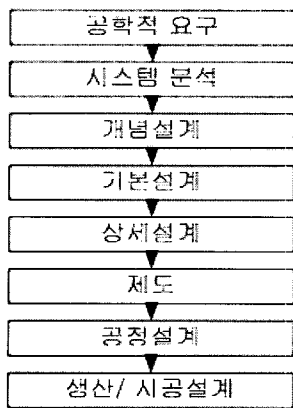 공학적 요구
시스템 분석
개념설계
기본설계
상세설계
제도
공정설계
생산/ 시공설계